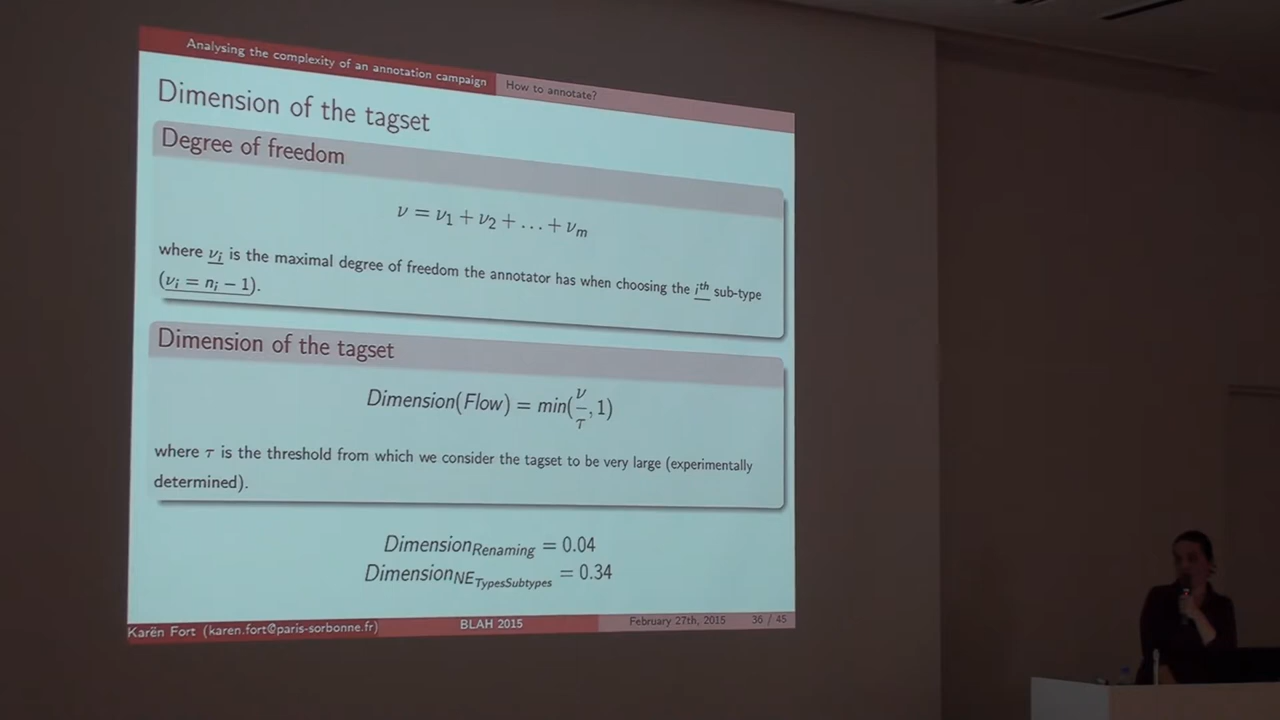 Analysing the complexity of an annotation campaign How to annotate?
Dimension of the tagset
Degree of freedom
ν = ν₁ + ν₂ + … + νₘ
where νᵢ is the maximal degree of freedom the annotator has when choosing the iᵗʰ sub-type
(νᵢ = nᵢ − 1).
Dimension of the tagset
Dimension(Flow) = min(ν/τ, 1)
where τ is the threshold from which we consider the tagset to be very large (experimentally
determined).
Dimension_Renaming = 0.04
Dimension_NE_TypesSubtypes = 0.34
Karën Fort (karen.fort@paris-sorbonne.fr) BLAH 2015 February 27th, 2015 36 / 45